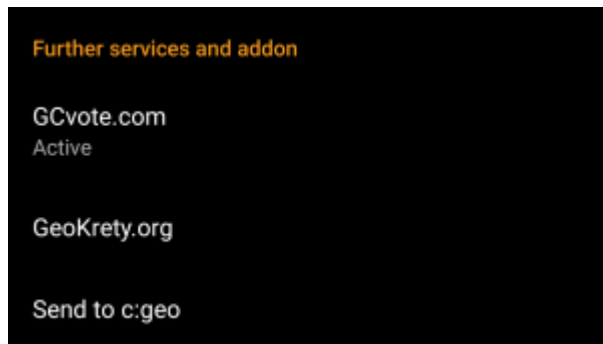 Further services and addon
GCvote.com
Active
GeoKrety.org
Send to c:geo